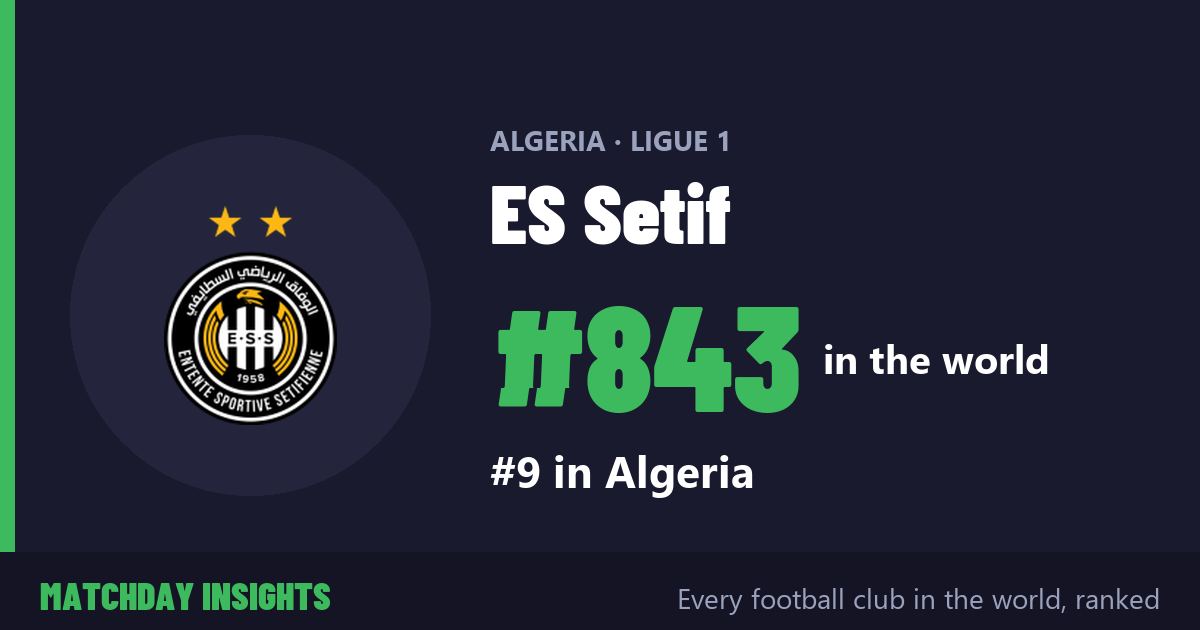 ALGERIA · LIGUE 1
ES Setif
#843 in the world
#9 in Algeria
الوفاق الرياضي السطايفي
E·S·S
1958
ENTENTE SPORTIVE SETIFIENNE
MATCHDAY INSIGHTS
Every football club in the world, ranked